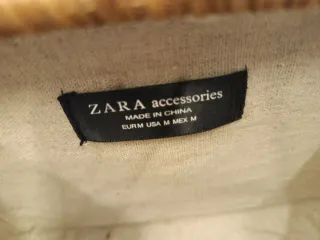 ZARA accessories
MADE IN CHINA
EUR M USA M MEX M